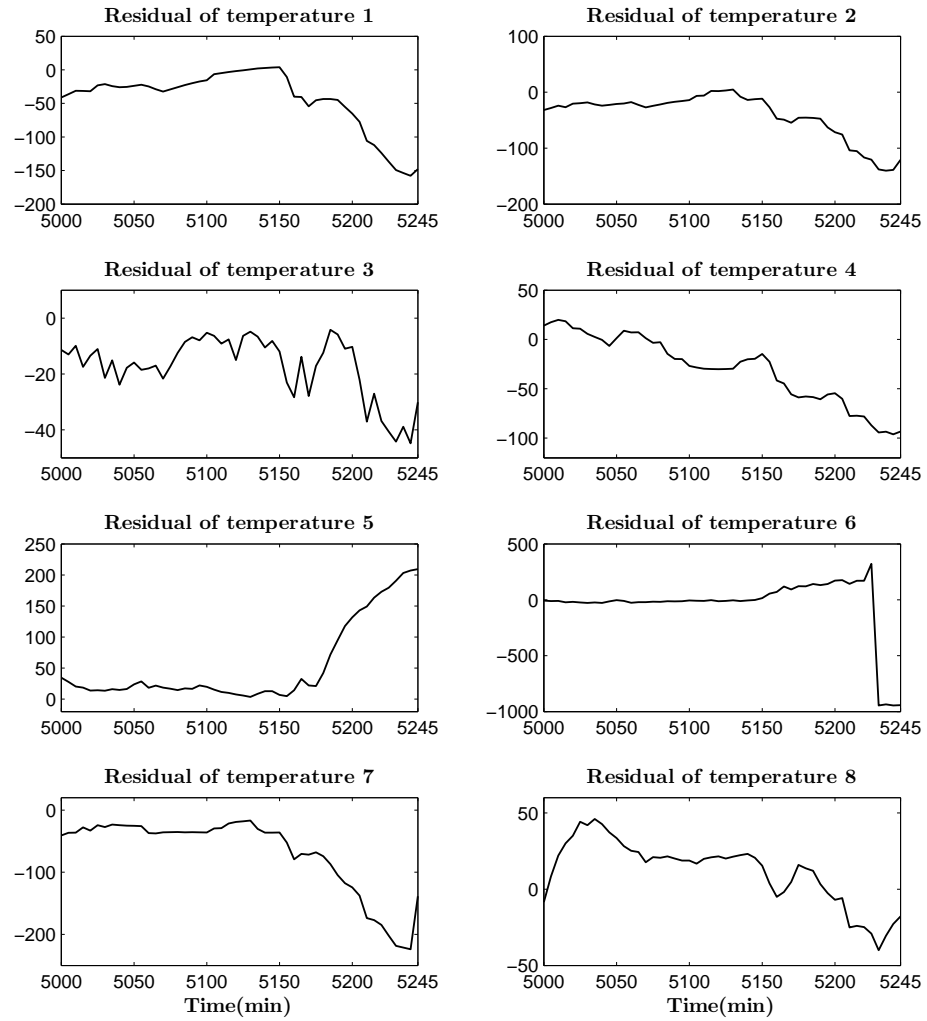 Residual of temperature 1
50
0
−50
−100
−150
−200
5000 5050 5100 5150 5200 5245
Residual of temperature 2
100
0
−100
−200
5000 5050 5100 5150 5200 5245
Residual of temperature 3
0
−20
−40
5000 5050 5100 5150 5200 5245
Residual of temperature 4
50
0
−50
−100
5000 5050 5100 5150 5200 5245
Residual of temperature 5
250
200
150
100
50
0
5000 5050 5100 5150 5200 5245
Residual of temperature 6
500
0
−500
−1000
5000 5050 5100 5150 5200 5245
Residual of temperature 7
0
−100
−200
5000 5050 5100 5150 5200 5245
Time(min)
Residual of temperature 8
50
0
−50
5000 5050 5100 5150 5200 5245
Time(min)